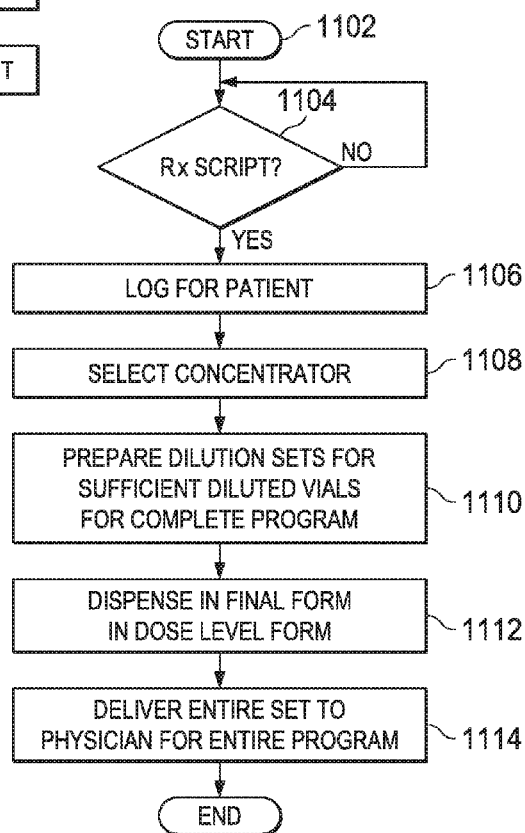 START
1102
T
1104
Rx SCRIPT?
NO
YES
LOG FOR PATIENT
1106
SELECT CONCENTRATOR
1108
PREPARE DILUTION SETS FOR
SUFFICIENT DILUTED VIALS
FOR COMPLETE PROGRAM
1110
DISPENSE IN FINAL FORM
IN DOSE LEVEL FORM
1112
DELIVER ENTIRE SET TO
PHYSICIAN FOR ENTIRE PROGRAM
1114
END